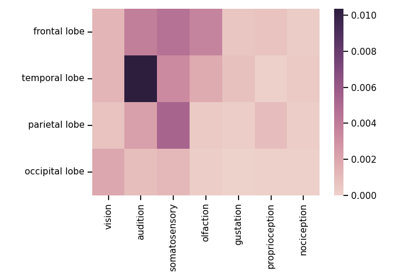 frontal lobe
temporal lobe
parietal lobe
occipital lobe
vision
audition
somatosensory
olfaction
gustation
proprioception
nociception
0.010
0.008
0.006
0.004
0.002
0.000